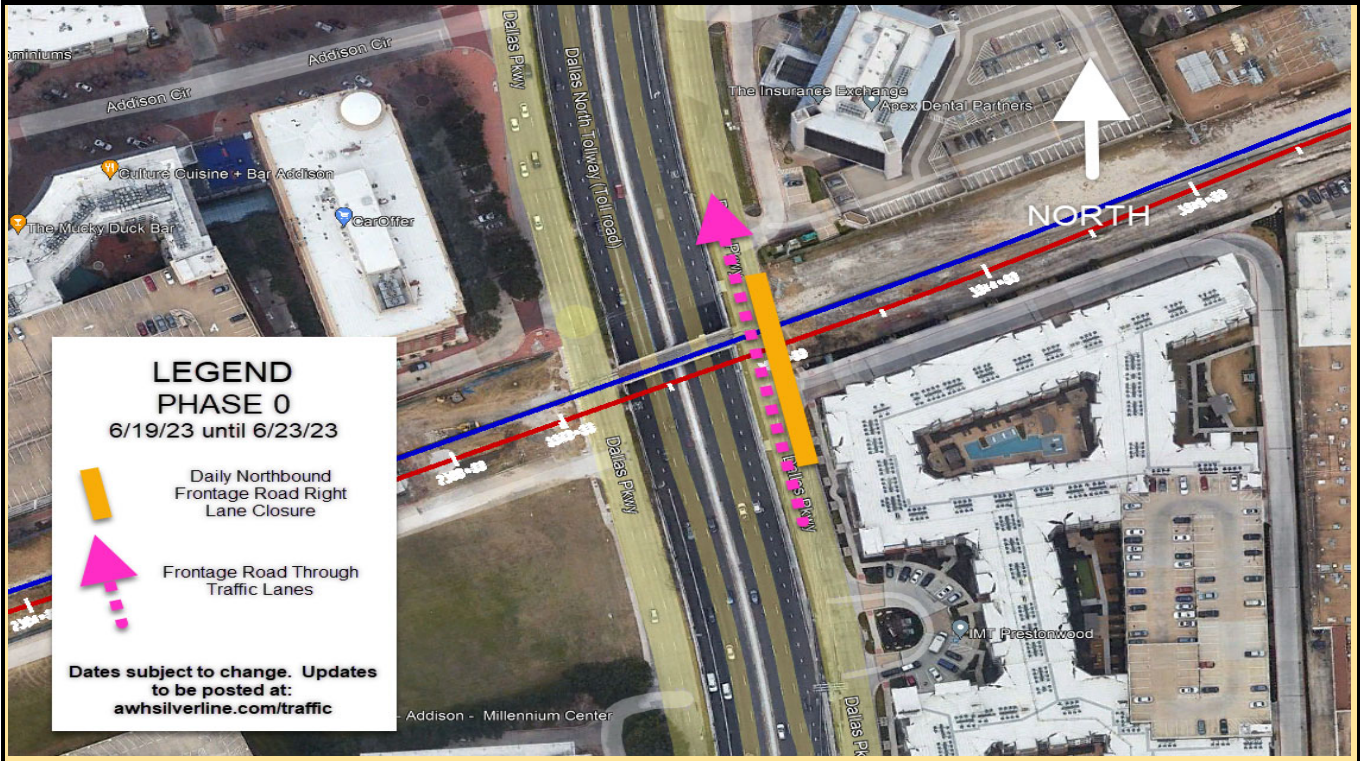 ominiums
Addison Cir
Addison Cir
Dallas Pkwy
Dallas North Tollway (Toll road)
The Insurance Exchange
Apex Dental Partners
NORTH
Culture Cuisine + Bar Addison
The Mucky Duck Bar
CarOffer
Dallas Pkwy
Dallas Pkwy
IMT Prestonwood
- Addison - Millennium Center
LEGEND
PHASE 0
6/19/23 until 6/23/23
Daily Northbound
Frontage Road Right
Lane Closure
Frontage Road Through
Traffic Lanes
Dates subject to change. Updates
to be posted at:
awhsilverline.com/traffic